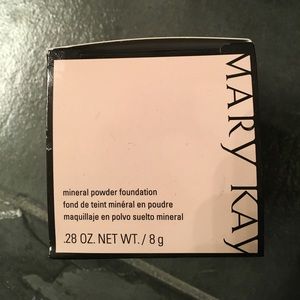 MARY KAY
mineral powder foundation
fond de teint minéral en poudre
maquillaje en polvo suelto mineral
.28 OZ. NET WT. / 8 g